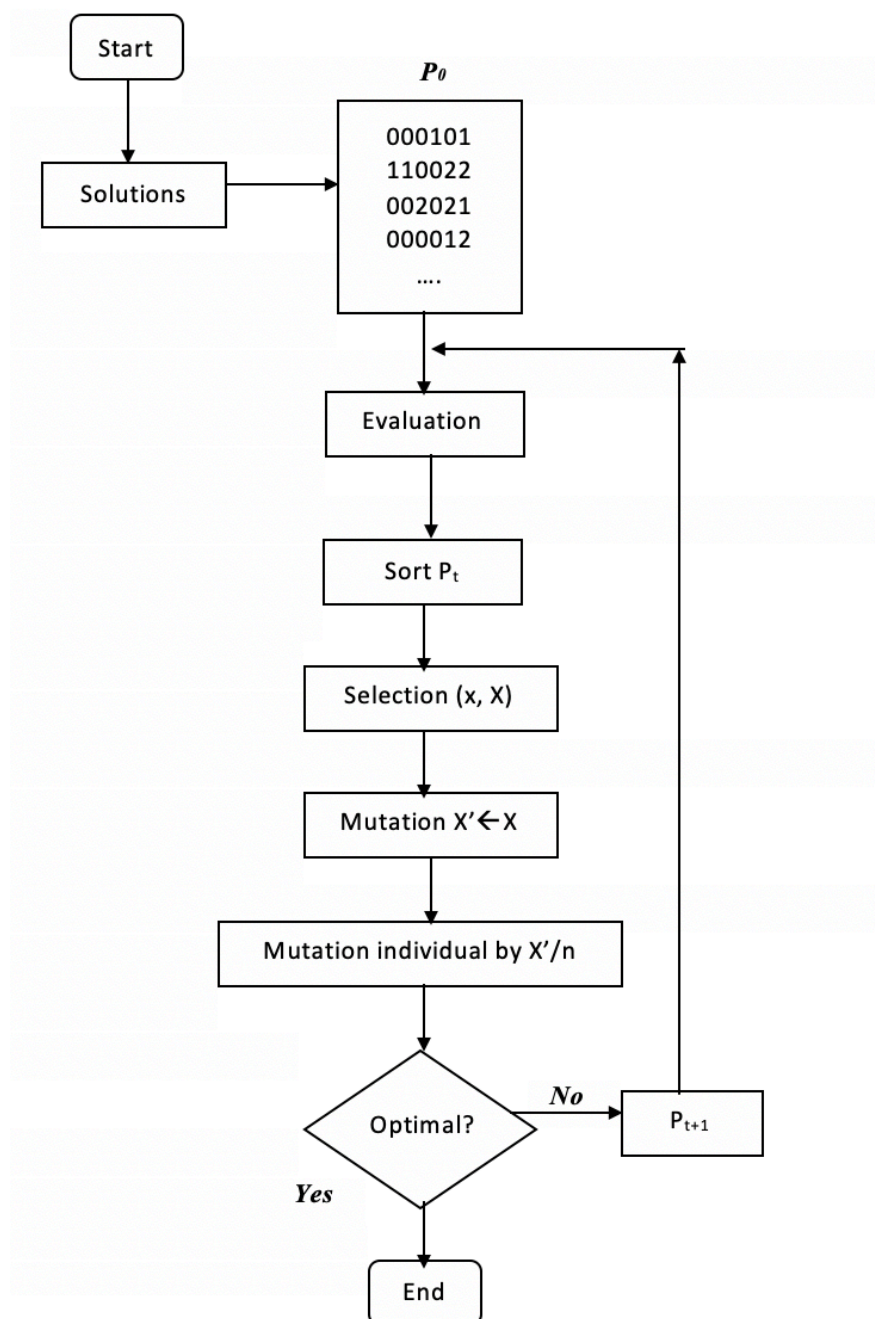 Start
P₀
Solutions
000101
110022
002021
000012
....
Evaluation
Sort Pₜ
Selection (x, X)
Mutation X’←X
Mutation individual by X’/n
Optimal?
No
Pₜ₊₁
Yes
End